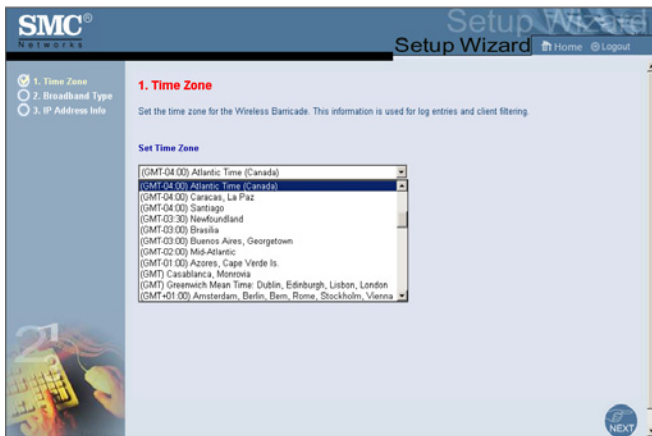 SMC®
Networks
Setup Wizard
Setup Wizard
Home
Logout
1. Time Zone
2. Broadband Type
3. IP Address Info
1. Time Zone
Set the time zone for the Wireless Barricade. This information is used for log entries and client filtering.
Set Time Zone
(GMT-04:00) Atlantic Time (Canada)
(GMT-04:00) Atlantic Time (Canada)
(GMT-04:00) Caracas, La Paz
(GMT-04:00) Santiago
(GMT-03:30) Newfoundland
(GMT-03:00) Brasilia
(GMT-03:00) Buenos Aires, Georgetown
(GMT-02:00) Mid-Atlantic
(GMT-01:00) Azores, Cape Verde Is.
(GMT) Casablanca, Monrovia
(GMT) Greenwich Mean Time: Dublin, Edinburgh, Lisbon, London
(GMT+01:00) Amsterdam, Berlin, Bern, Rome, Stockholm, Vienna
NEXT